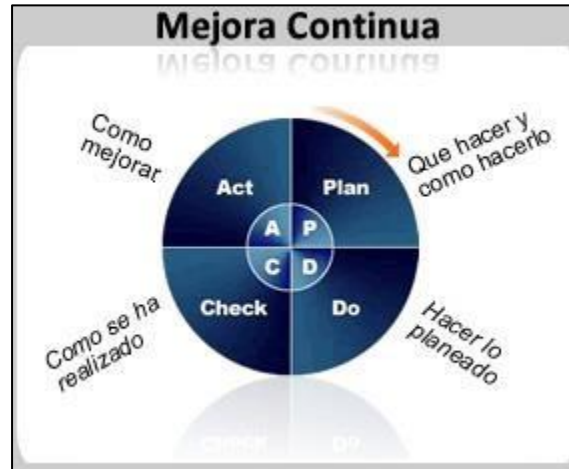 Mejora Continua
Como
mejorar
Que hacer y
como hacerlo
Act
Plan
A
P
C
D
Check
Do
Como se ha
realizado
Hacer lo
planeado